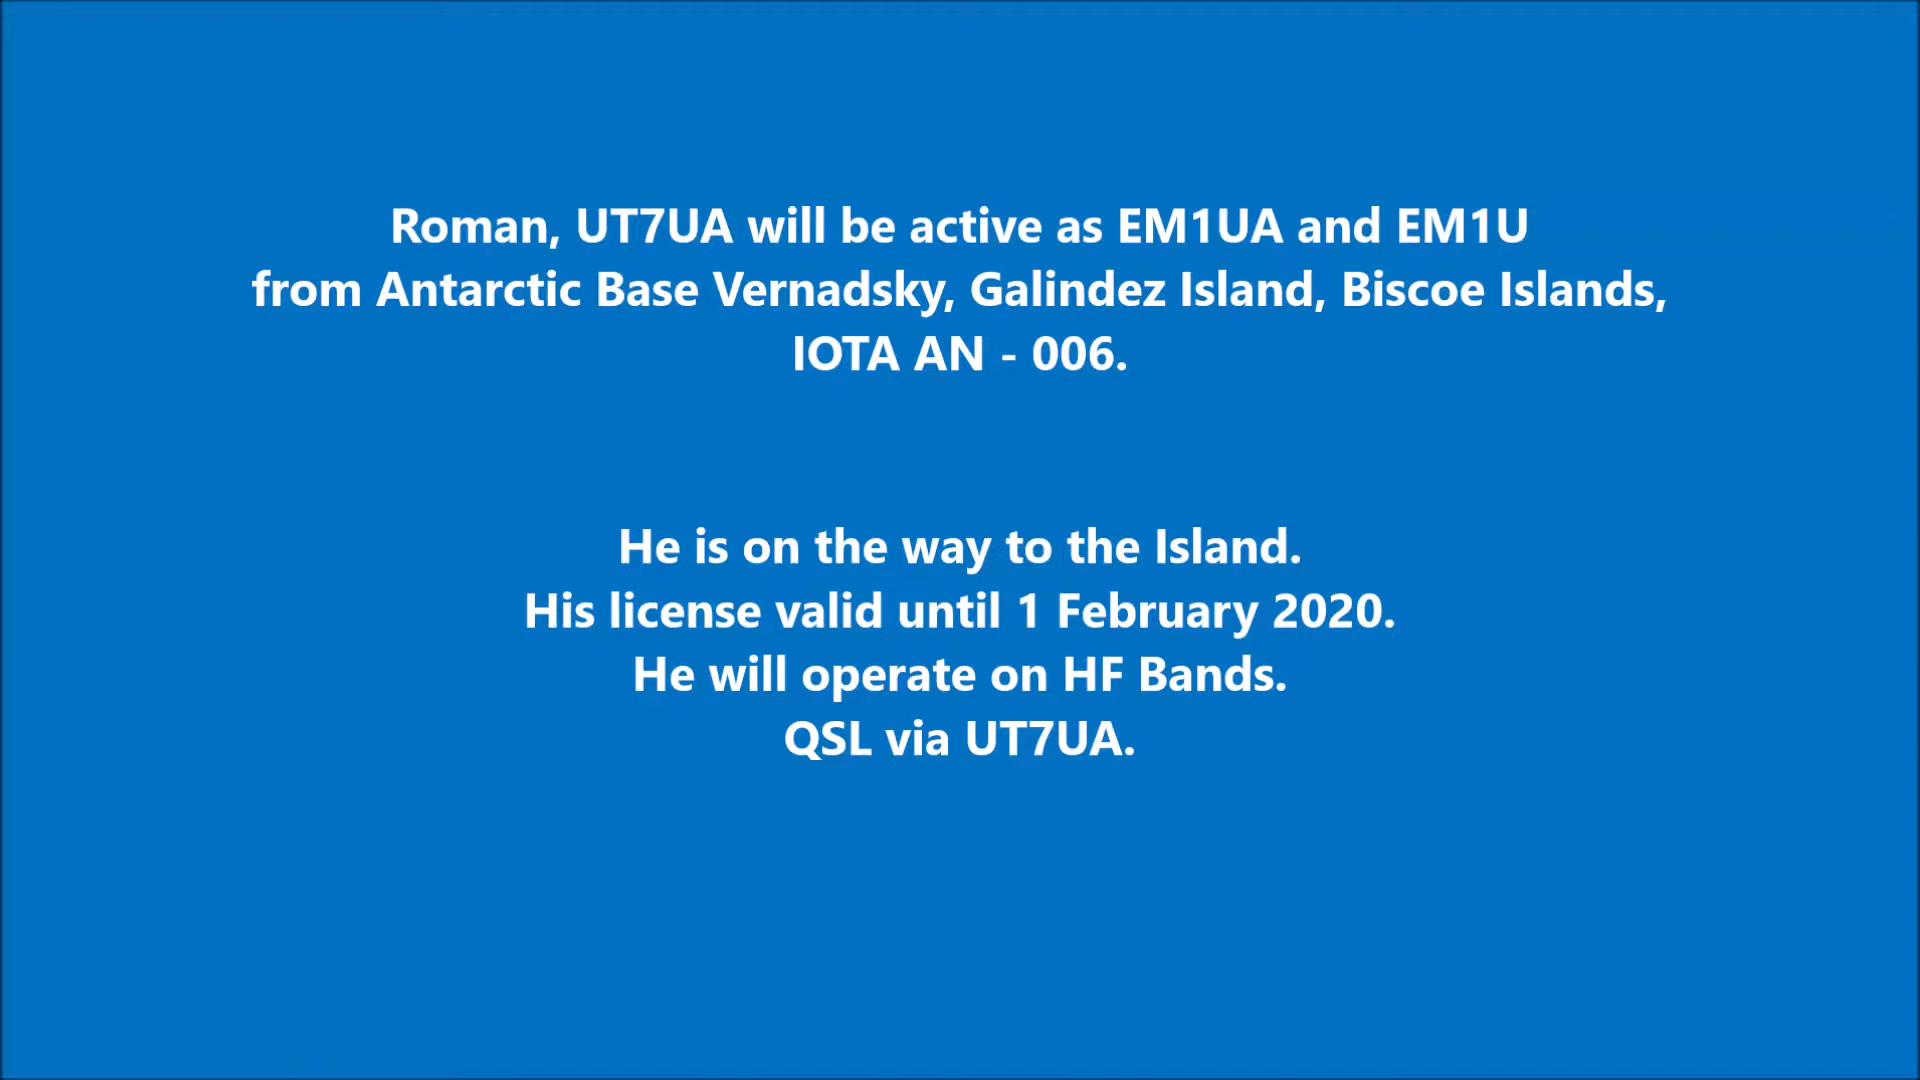 Roman, UT7UA will be active as EM1UA and EM1U
from Antarctic Base Vernadsky, Galindez Island, Biscoe Islands,
IOTA AN - 006.
He is on the way to the Island.
His license valid until 1 February 2020.
He will operate on HF Bands.
QSL via UT7UA.